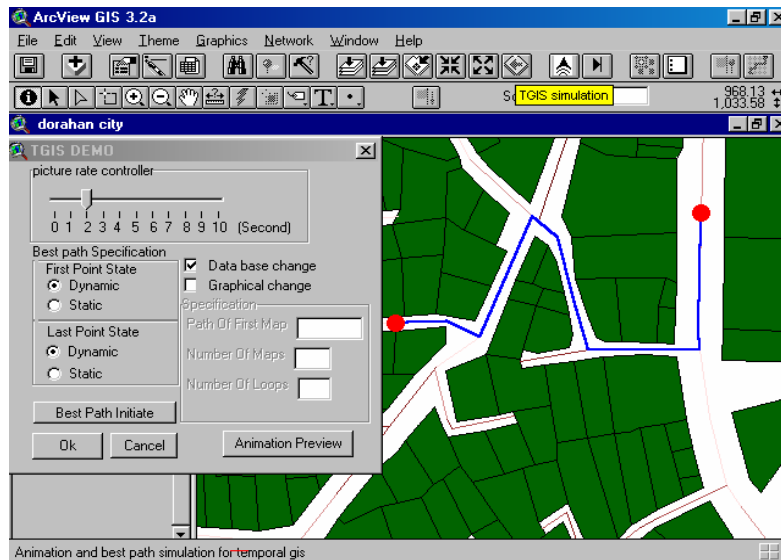 ArcView GIS 3.2a
File Edit View Theme Graphics Network Window Help
TGIS simulation
968.13
1,033.58
dorahan city
TGIS DEMO
picture rate controller
0 1 2 3 4 5 6 7 8 9 10 (Second)
Best path Specification
First Point State
Dynamic
Static
Last Point State
Dynamic
Static
Data base change
Graphical change
Specification
Path Of First Map
Number Of Maps
Number Of Loops
Best Path Initiate
Ok Cancel Animation Preview
Animation and best path simulation for temporal gis